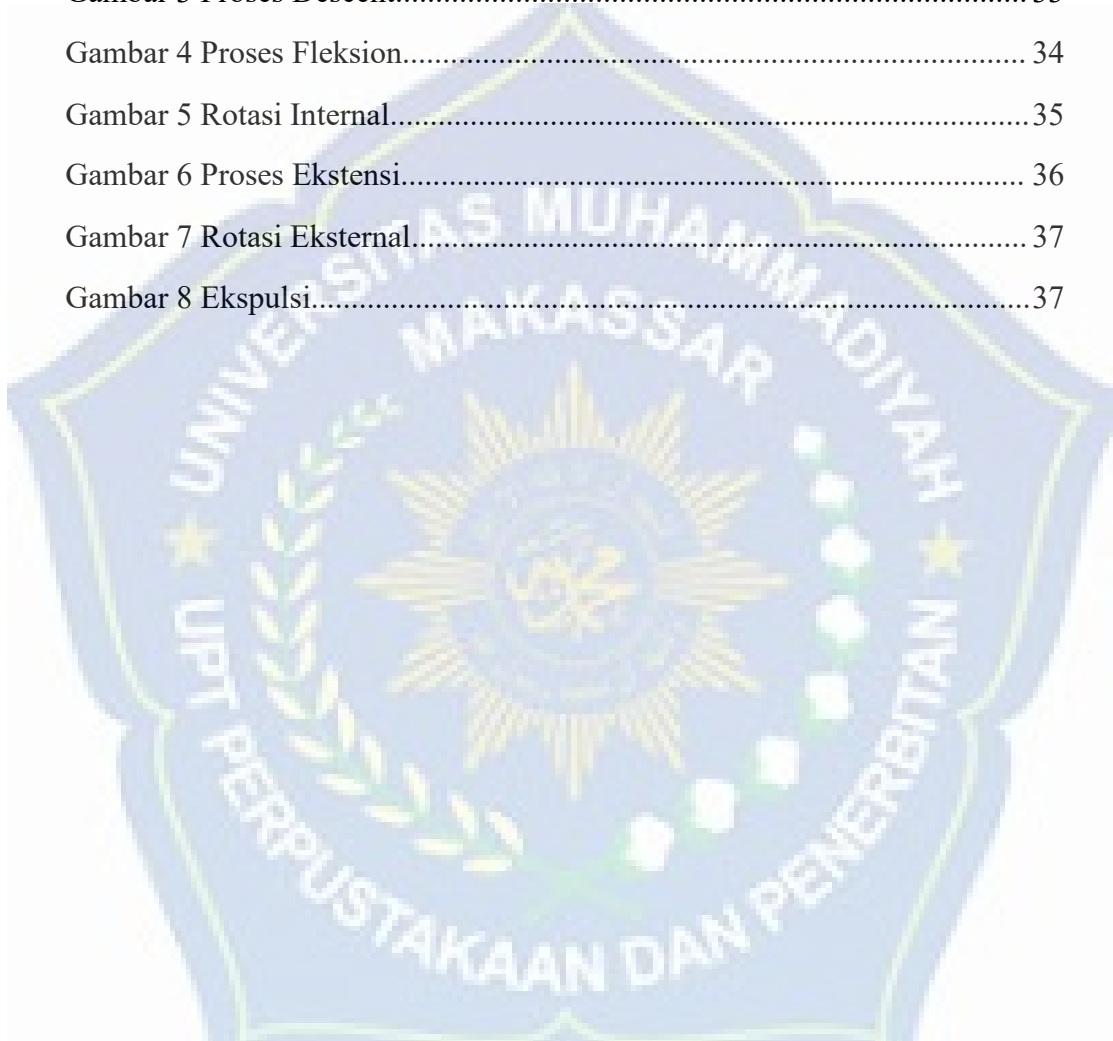 Gambar 4 Proses Fleksion................................................................................ 34
Gambar 5 Rotasi Internal................................................................................ 35
Gambar 6 Proses Ekstensi.............................................................................. 36
Gambar 7 Rotasi Eksternal............................................................................. 37
Gambar 8 Ekspulsi.......................................................................................... 37
UNIVERSITAS MUHAMMADIYAH
MAKASSAR
UPT PERPUSTAKAAN DAN PENERBITAN